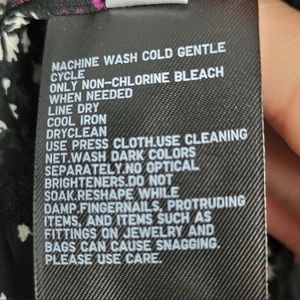 MACHINE WASH COLD GENTLE
CYCLE
ONLY NON-CHLORINE BLEACH
WHEN NEEDED
LINE DRY
COOL IRON
DRYCLEAN
USE PRESS CLOTH.USE CLEANING
NET.WASH DARK COLORS
SEPARATELY.NO OPTICAL
BRIGHTENERS.DO NOT
SOAK.RESHAPE WHILE
DAMP.FINGERNAILS, PROTRUDING
ITEMS, AND ITEMS SUCH AS
FITTINGS ON JEWELRY AND
BAGS CAN CAUSE SNAGGING.
PLEASE USE CARE.